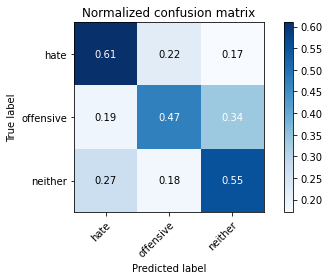 Normalized confusion matrix
True label
hate 0.61 0.22 0.17
offensive 0.19 0.47 0.34
neither 0.27 0.18 0.55
hate offensive neither
Predicted label
0.60
0.55
0.50
0.45
0.40
0.35
0.30
0.25
0.20